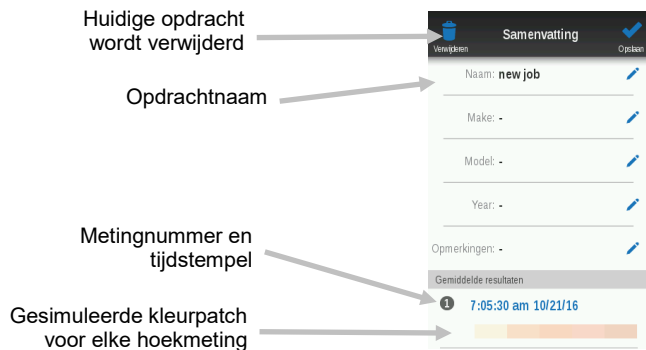 Huidige opdracht
wordt verwijderd
Opdrachtnaam
Metingnummer en
tijdstempel
Gesimuleerde kleurpatch
voor elke hoekmeting
Samenvatting
Verwijderen
Opslaan
Naam: new job
Make: -
Model: -
Year: -
Opmerkingen: -
Gemiddelde resultaten
1 7:05:30 am 10/21/16